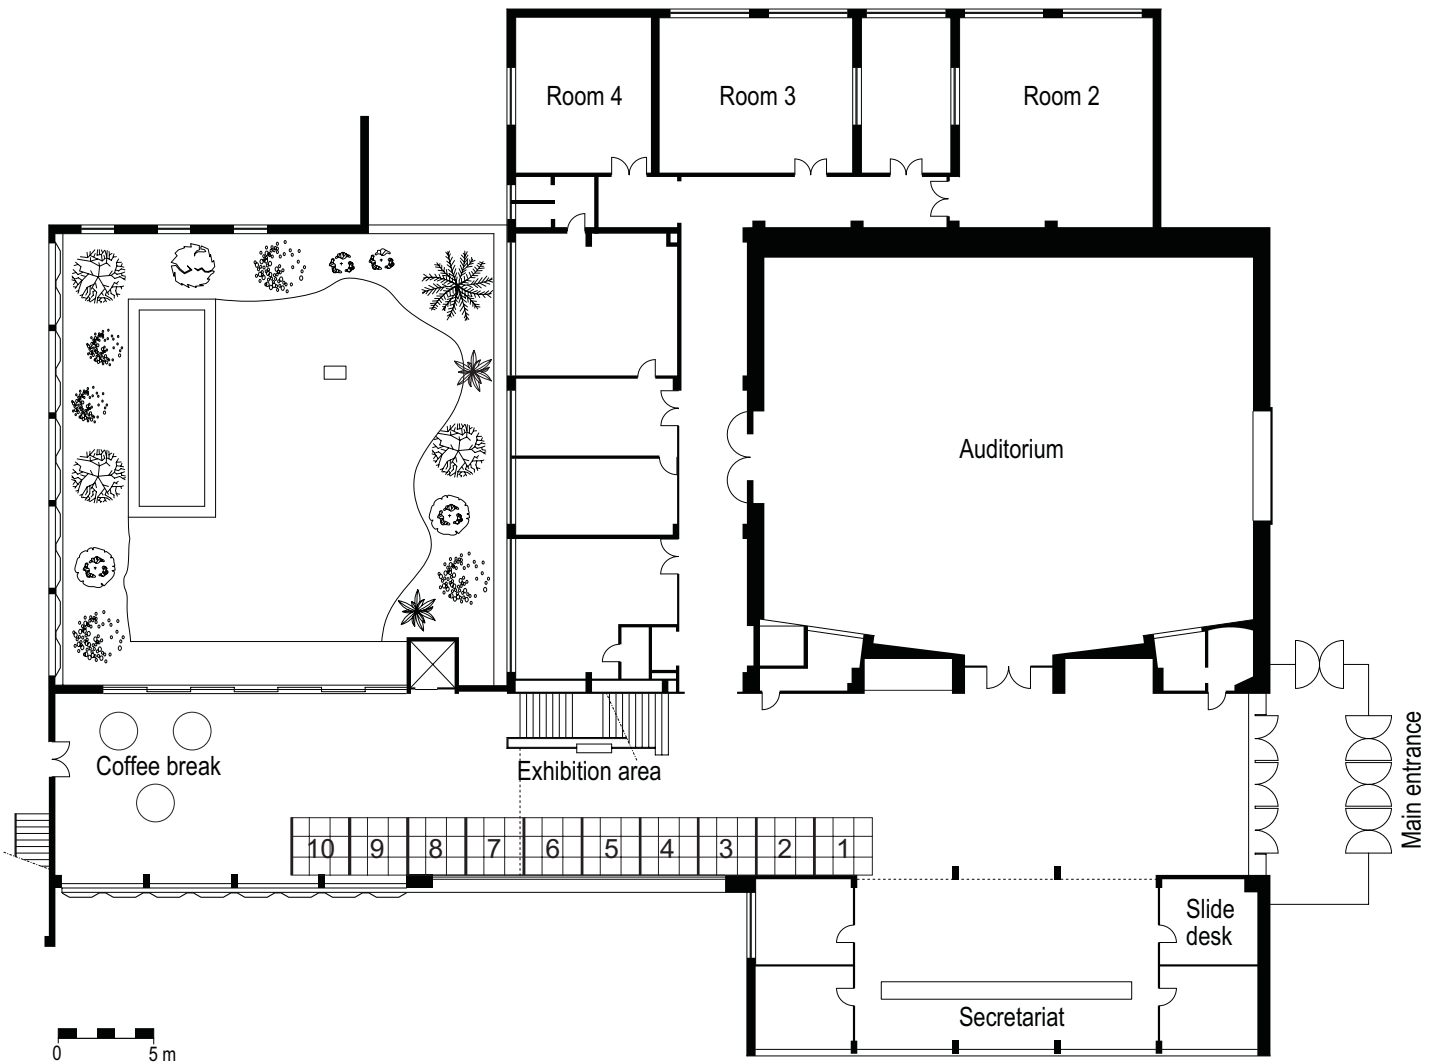 Room 4
Room 3
Room 2
Auditorium
Coffee break
Exhibition area
Main entrance
10 9 8 7 6 5 4 3 2 1
Slide
desk
Secretariat
0 5 m